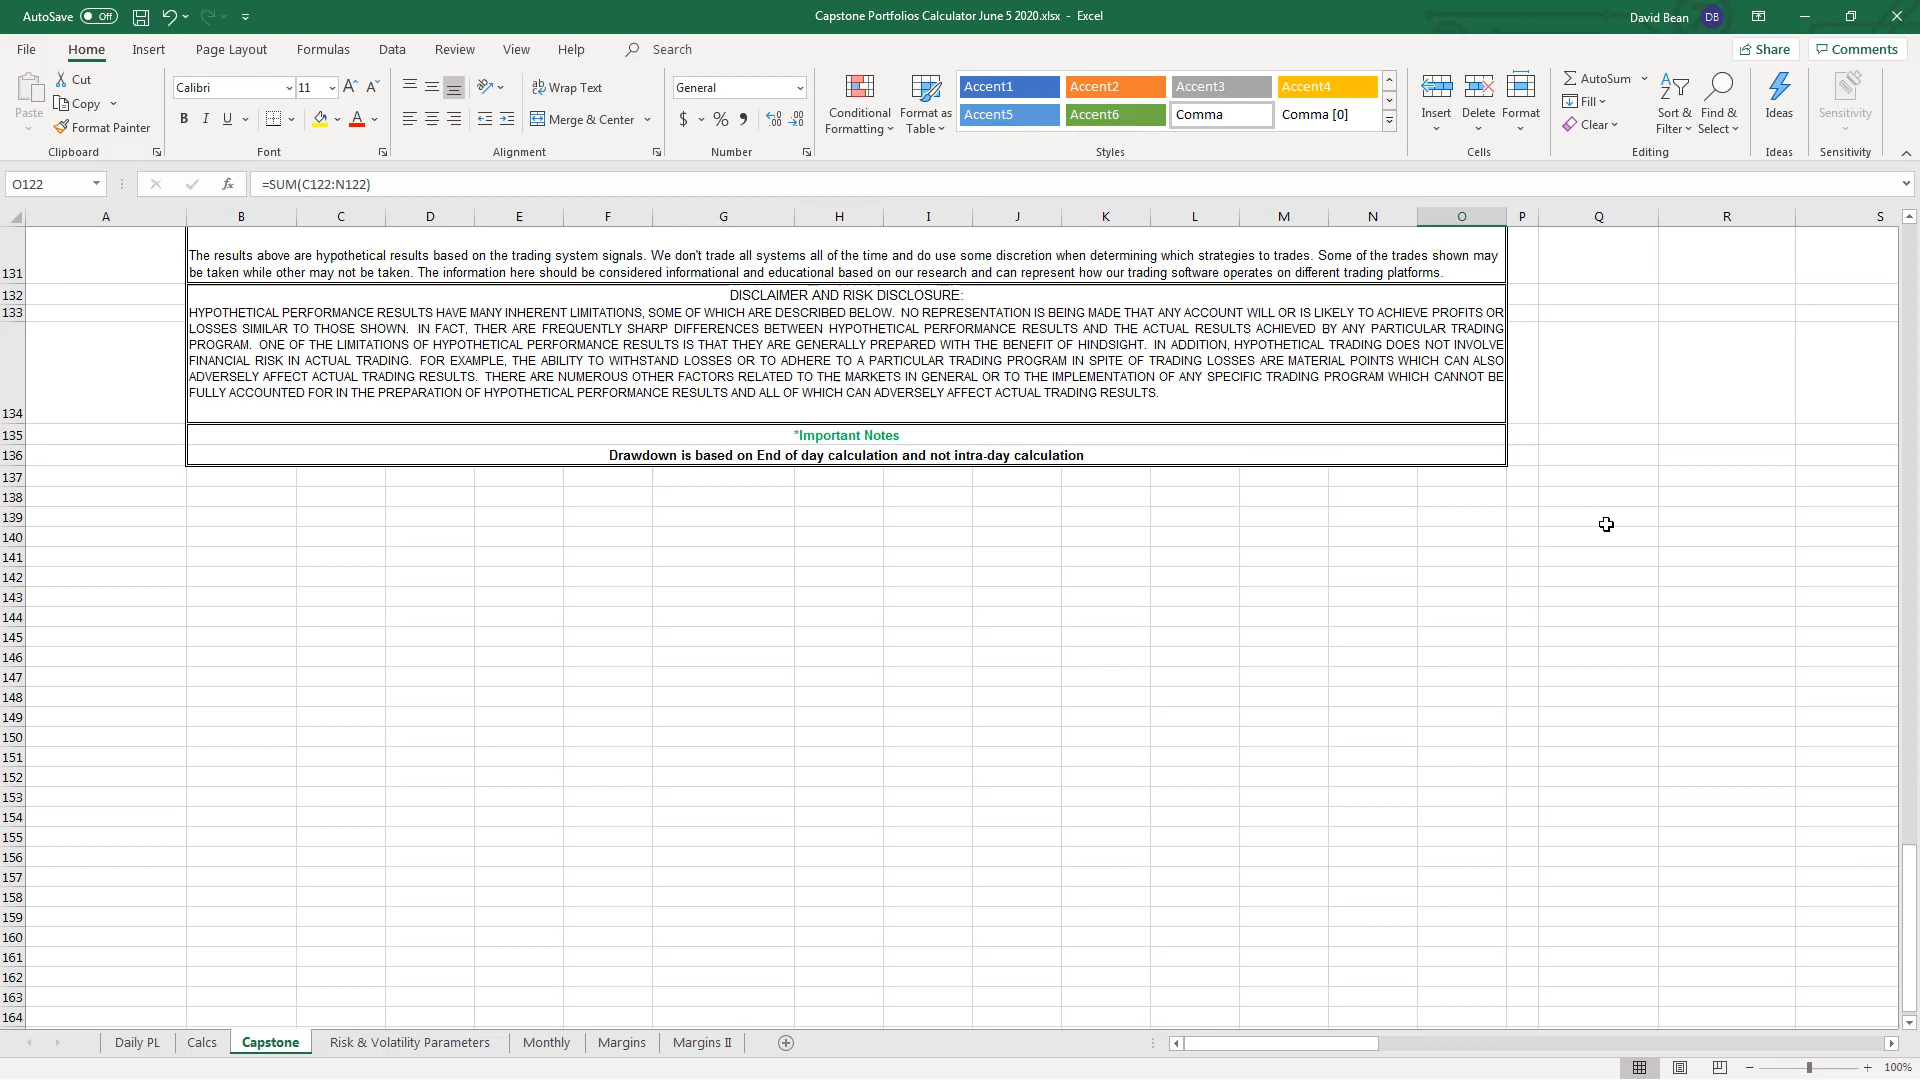 AutoSave Off
Capstone Portfolios Calculator June 5 2020.xlsx - Excel
David Bean DB
File Home Insert Page Layout Formulas Data Review View Help Search
Share Comments
Paste Cut Copy Format Painter
Calibri 11
B I U
Wrap Text
Merge & Center
General
$ % 9
Conditional Formatting
Format as Table
Accent1 Accent2 Accent3 Accent4
Accent5 Accent6 Comma Comma [0]
Insert Delete Format
AutoSum
Fill
Clear
Sort & Filter
Find & Select
Ideas
Sensitivity
Clipboard Font Alignment Number Styles Cells Editing Ideas Sensitivity
O122 fx =SUM(C122:N122)
A B C D E F G H I J K L M N O P Q R S
The results above are hypothetical results based on the trading system signals. We don't trade all systems all of the time and do use some discretion when determining which strategies to trades. Some of the trades shown may
131 be taken while other may not be taken. The information here should be considered informational and educational based on our research and can represent how our trading software operates on different trading platforms.
132 DISCLAIMER AND RISK DISCLOSURE:
133 HYPOTHETICAL PERFORMANCE RESULTS HAVE MANY INHERENT LIMITATIONS, SOME OF WHICH ARE DESCRIBED BELOW. NO REPRESENTATION IS BEING MADE THAT ANY ACCOUNT WILL OR IS LIKELY TO ACHIEVE PROFITS OR
LOSSES SIMILAR TO THOSE SHOWN. IN FACT, THER ARE FREQUENTLY SHARP DIFFERENCES BETWEEN HYPOTHETICAL PERFORMANCE RESULTS AND THE ACTUAL RESULTS ACHIEVED BY ANY PARTICULAR TRADING
PROGRAM. ONE OF THE LIMITATIONS OF HYPOTHETICAL PERFORMANCE RESULTS IS THAT THEY ARE GENERALLY PREPARED WITH THE BENEFIT OF HINDSIGHT. IN ADDITION, HYPOTHETICAL TRADING DOES NOT INVOLVE
FINANCIAL RISK IN ACTUAL TRADING. FOR EXAMPLE, THE ABILITY TO WITHSTAND LOSSES OR TO ADHERE TO A PARTICULAR TRADING PROGRAM IN SPITE OF TRADING LOSSES ARE MATERIAL POINTS WHICH CAN ALSO
ADVERSELY AFFECT ACTUAL TRADING RESULTS. THERE ARE NUMEROUS OTHER FACTORS RELATED TO THE MARKETS IN GENERAL OR TO THE IMPLEMENTATION OF ANY SPECIFIC TRADING PROGRAM WHICH CANNOT BE
FULLY ACCOUNTED FOR IN THE PREPARATION OF HYPOTHETICAL PERFORMANCE RESULTS AND ALL OF WHICH CAN ADVERSELY AFFECT ACTUAL TRADING RESULTS.
134
135 *Important Notes
136 Drawdown is based on End of day calculation and not intra-day calculation
137
138
139
140
141
142
143
144
145
146
147
148
149
150
151
152
153
154
155
156
157
158
159
160
161
162
163
164
Daily PL Calcs Capstone Risk & Volatility Parameters Monthly Margins Margins II
100%